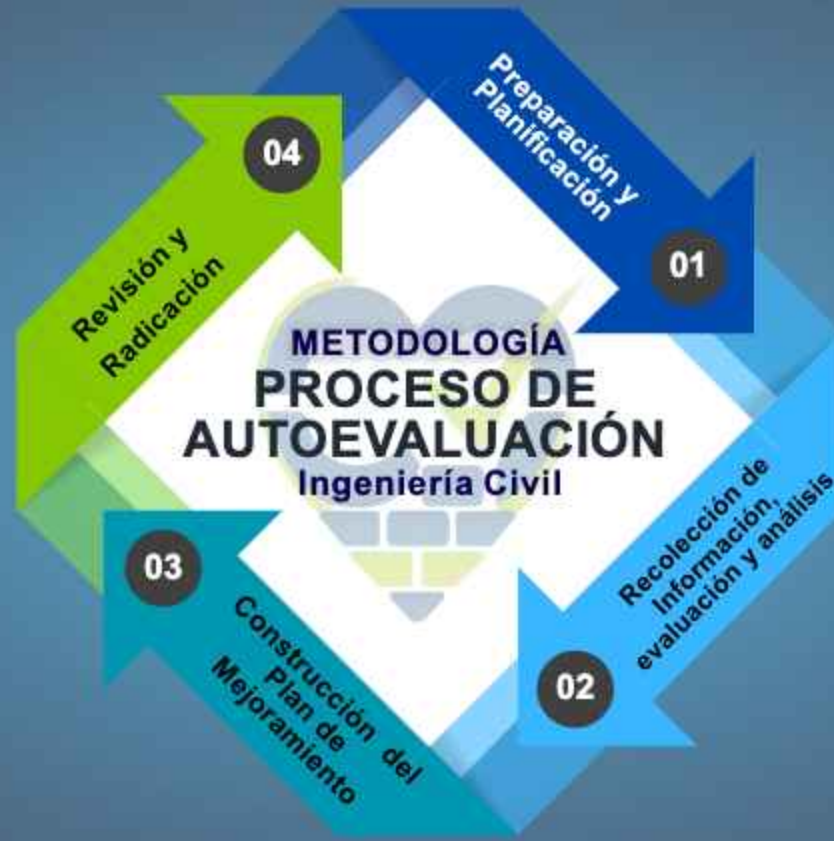 METODOLOGÍA
PROCESO DE
AUTOEVALUACIÓN
Ingeniería Civil
Preparación y
Planificación
01
Recolección de
Información,
evaluación y análisis
02
Construcción del
Plan de
Mejoramiento
03
Revisión y
Radicación
04